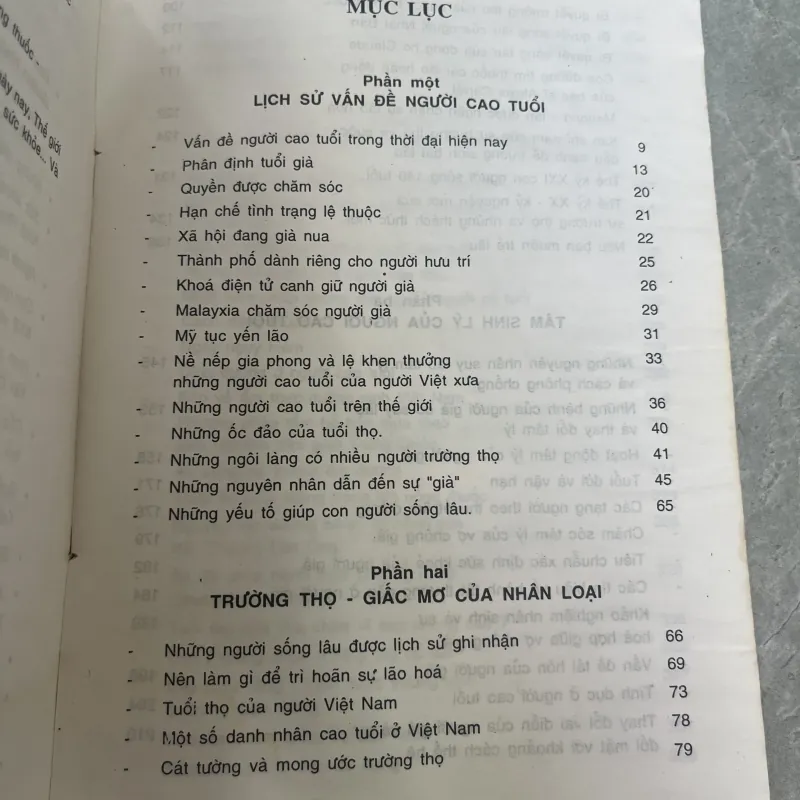 MỤC LỤC
Phần một
LỊCH SỬ VẤN ĐỀ NGƯỜI CAO TUỔI
- Vấn đề người cao tuổi trong thời đại hiện nay 9
- Phân định tuổi già 13
- Quyền được chăm sóc 20
- Hạn chế tình trạng lệ thuộc 21
- Xã hội đang già nua 22
- Thành phố dành riêng cho người hưu trí 25
- Khoá điện tử canh giữ người già 26
- Malayxia chăm sóc người già 29
- Mỹ tục yến lão 31
- Nề nếp gia phong và lệ khen thưởng 33
những người cao tuổi của người Việt xưa
- Những người cao tuổi trên thế giới 36
- Những ốc đảo của tuổi thọ. 40
- Những ngôi làng có nhiều người trường thọ 41
- Những nguyên nhân dẫn đến sự "già" 45
- Những yếu tố giúp con người sống lâu. 65
Phần hai
TRƯỜNG THỌ - GIẤC MƠ CỦA NHÂN LOẠI
- Những người sống lâu được lịch sử ghi nhận 66
- Nên làm gì để trì hoãn sự lão hoá 69
- Tuổi thọ của người Việt Nam 73
- Một số danh nhân cao tuổi ở Việt Nam 78
- Cát tường và mong ước trường thọ 79
thuốc -
này nay, Thế giới
sức khỏe... Và